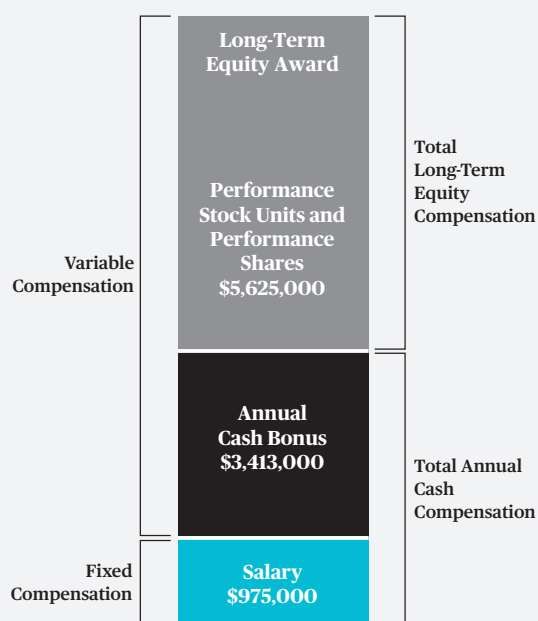 Long-Term
Equity Award
Performance
Stock Units and
Performance
Shares
$5,625,000
Total
Long-Term
Equity
Compensation
Variable
Compensation
Annual
Cash Bonus
$3,413,000
Total Annual
Cash
Compensation
Fixed
Compensation
Salary
$975,000